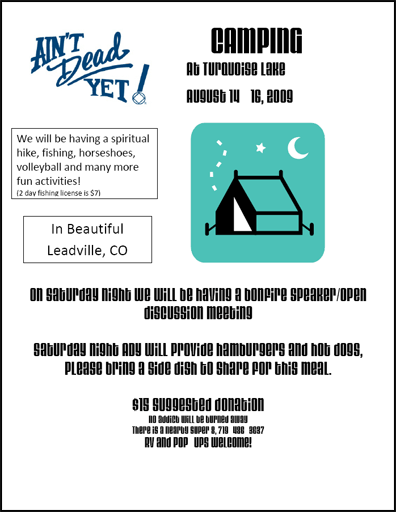 AIN'T
Dead
YET!
CAMPING
At Turquoise Lake
August 14 16, 2009
We will be having a spiritual
hike, fishing, horseshoes,
volleyball and many more
fun activities!
(2 day fishing license is $7)
In Beautiful
Leadville, CO
On Saturday night we will be having a bonfire speaker/open
discussion meeting
Saturday night ADY will provide hamburgers and hot dogs,
please bring a side dish to share for this meal.
$15 Suggested donation
No addict will be turned away
There is a nearby Super 8, 719 486 3637
RV and POP UPS welcome!